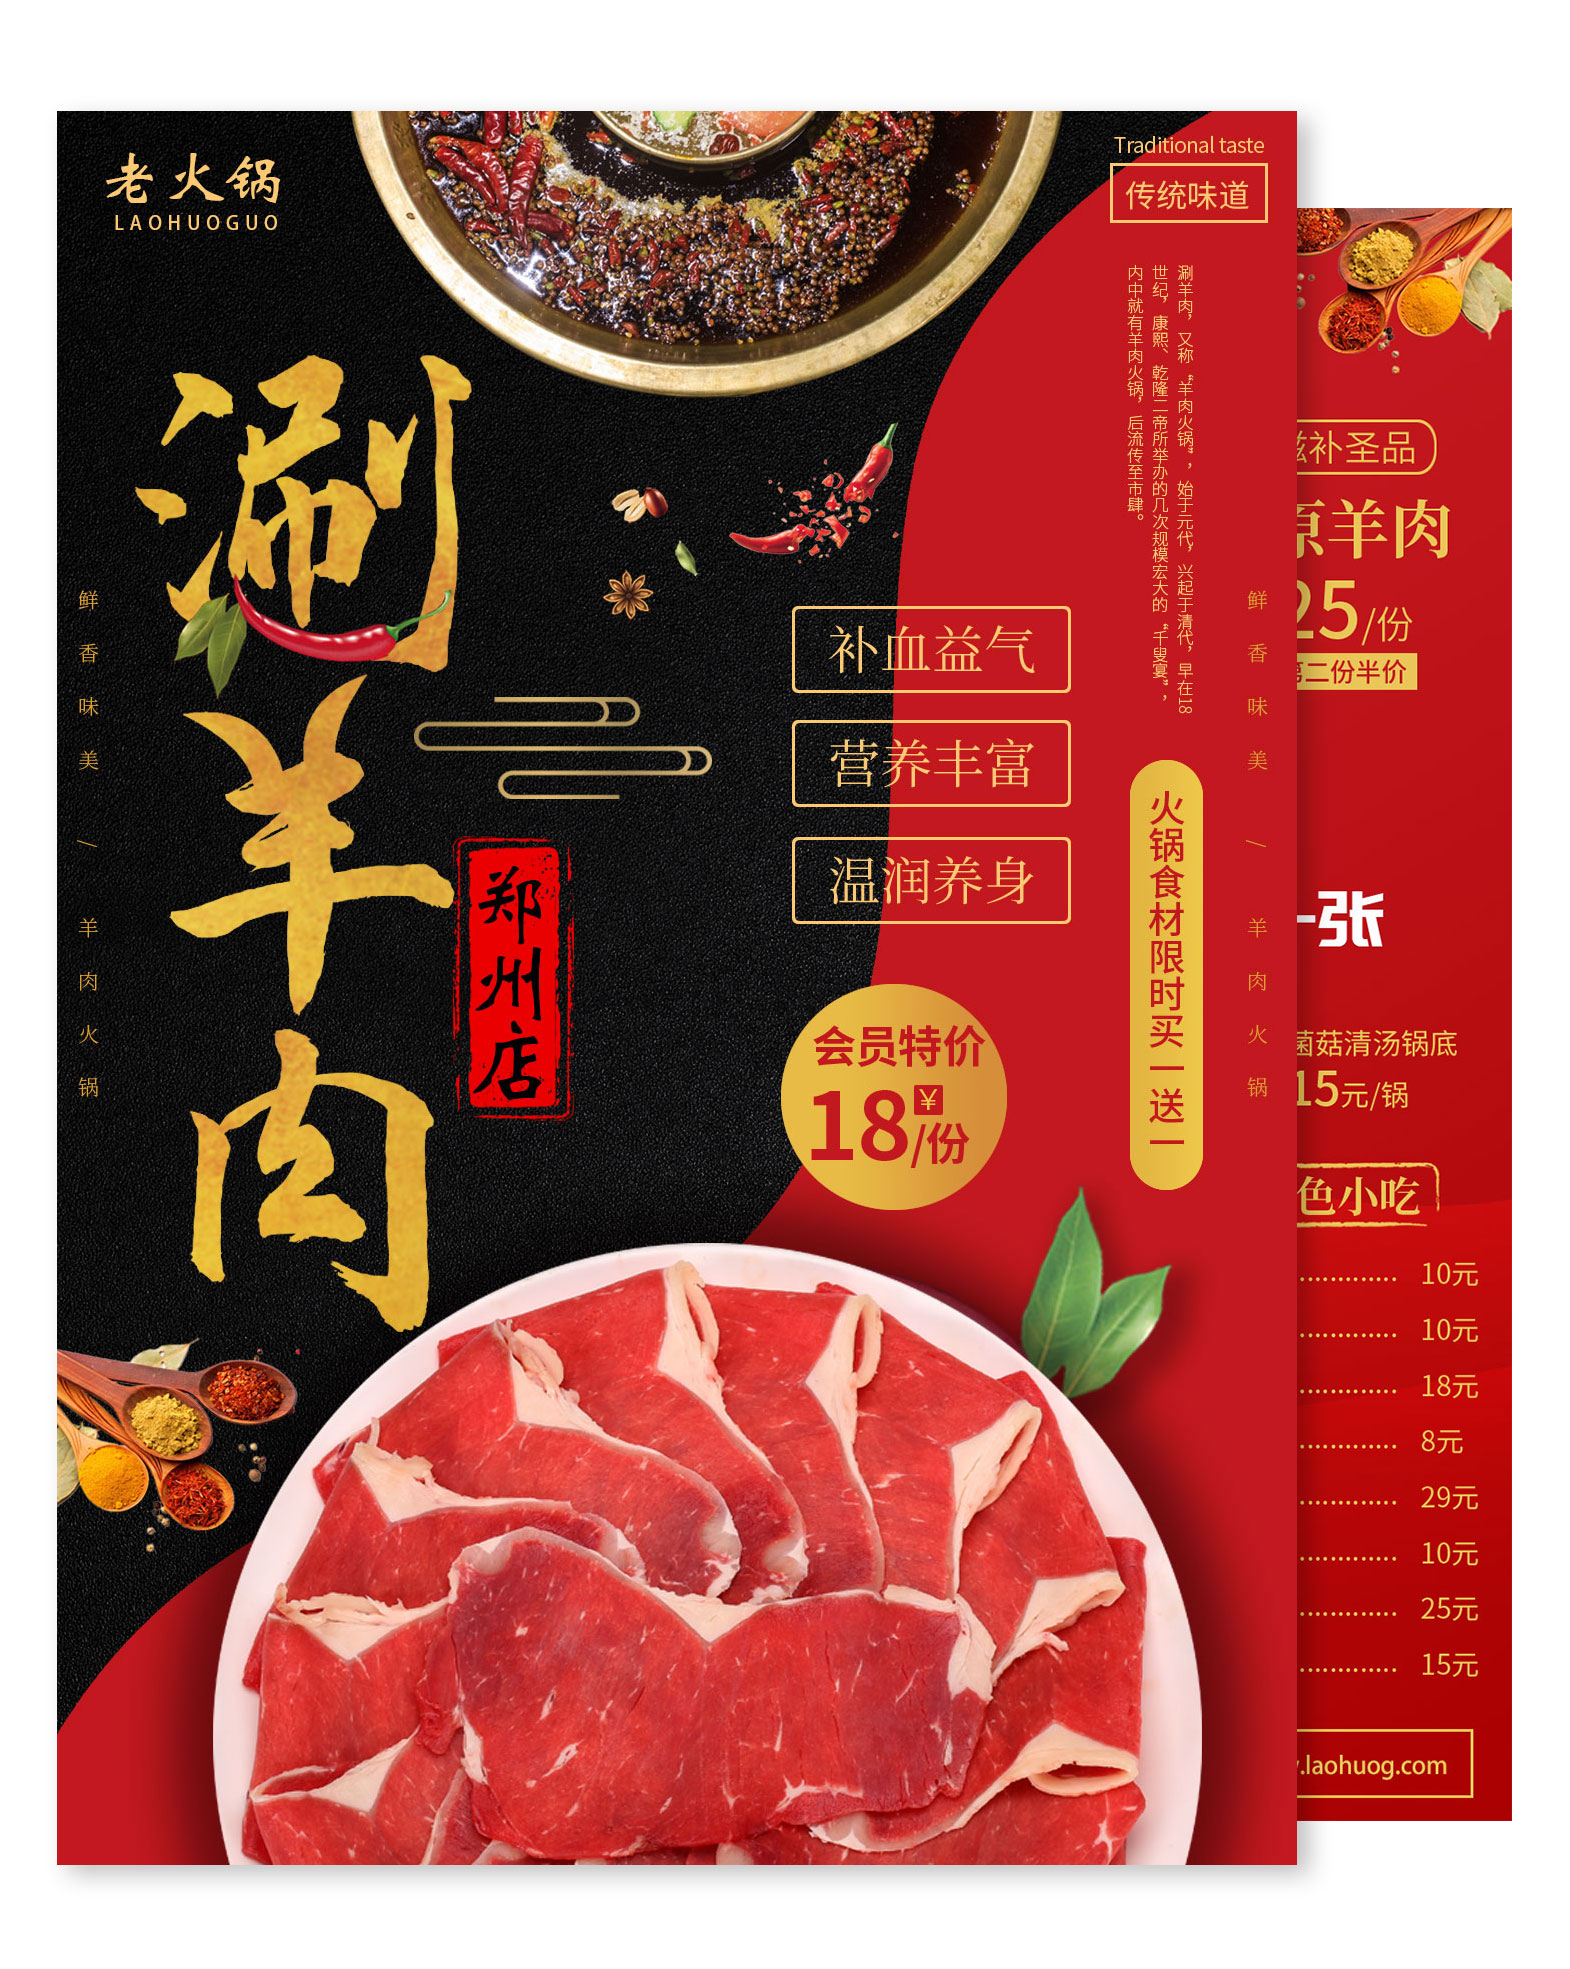 老火锅
LAOHUOGUO
Traditional taste
传统味道
涮羊肉，又称“羊肉火锅”，始于元代，兴起于清代，早在18
世纪，康熙、乾隆二帝所举办的几次规模宏大的“千叟宴”，
内中就有羊肉火锅，后流传至市肆。
涮羊肉
郑州店
鲜香味美 / 羊肉火锅
补血益气
营养丰富
温润养身
会员特价
18¥/份
火锅食材限时买一送一
鲜香味美 / 羊肉火锅
滋补圣品
原羊肉
25/份
第二份半价
一张
菌菇清汤锅底
15元/锅
色小吃
10元
10元
18元
8元
29元
10元
25元
15元
.laohuog.com